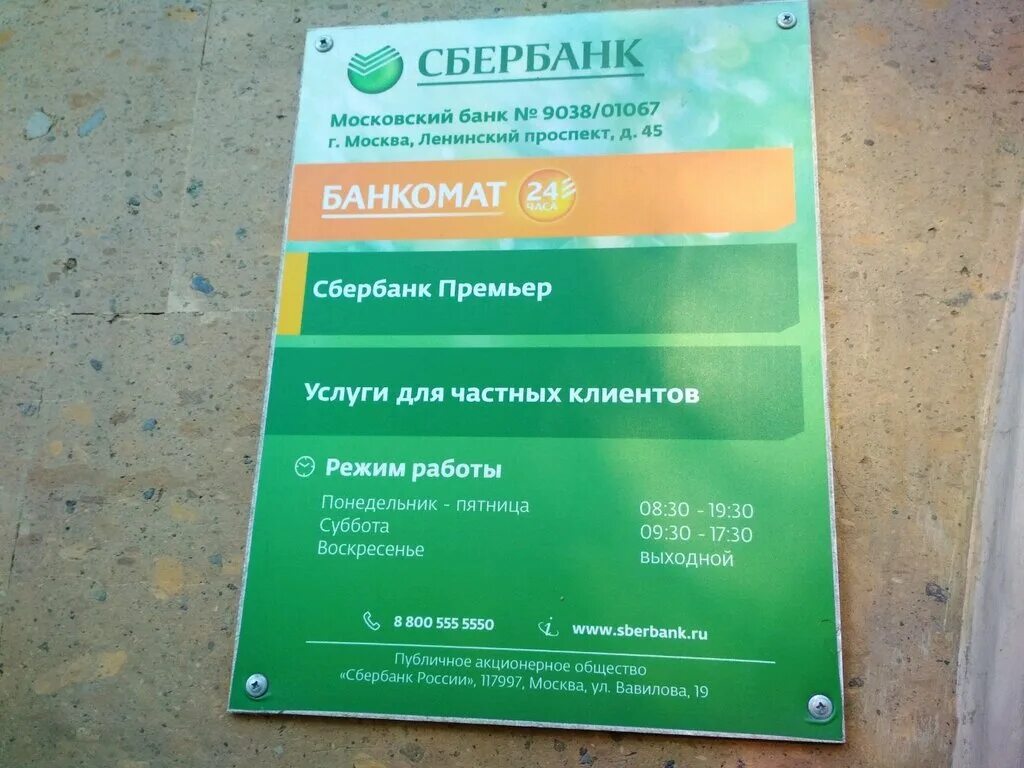 СБЕРБАНК
Московский банк № 9038/01067
г. Москва, Ленинский проспект, д. 45
БАНКОМАТ 24 ЧАСА
Сбербанк Премьер
Услуги для частных клиентов
Режим работы
Понедельник - пятница 08:30 - 19:30
Суббота 09:30 - 17:30
Воскресенье выходной
8 800 555 5550 www.sberbank.ru
Публичное акционерное общество
«Сбербанк России», 117997, Москва, ул. Вавилова, 19